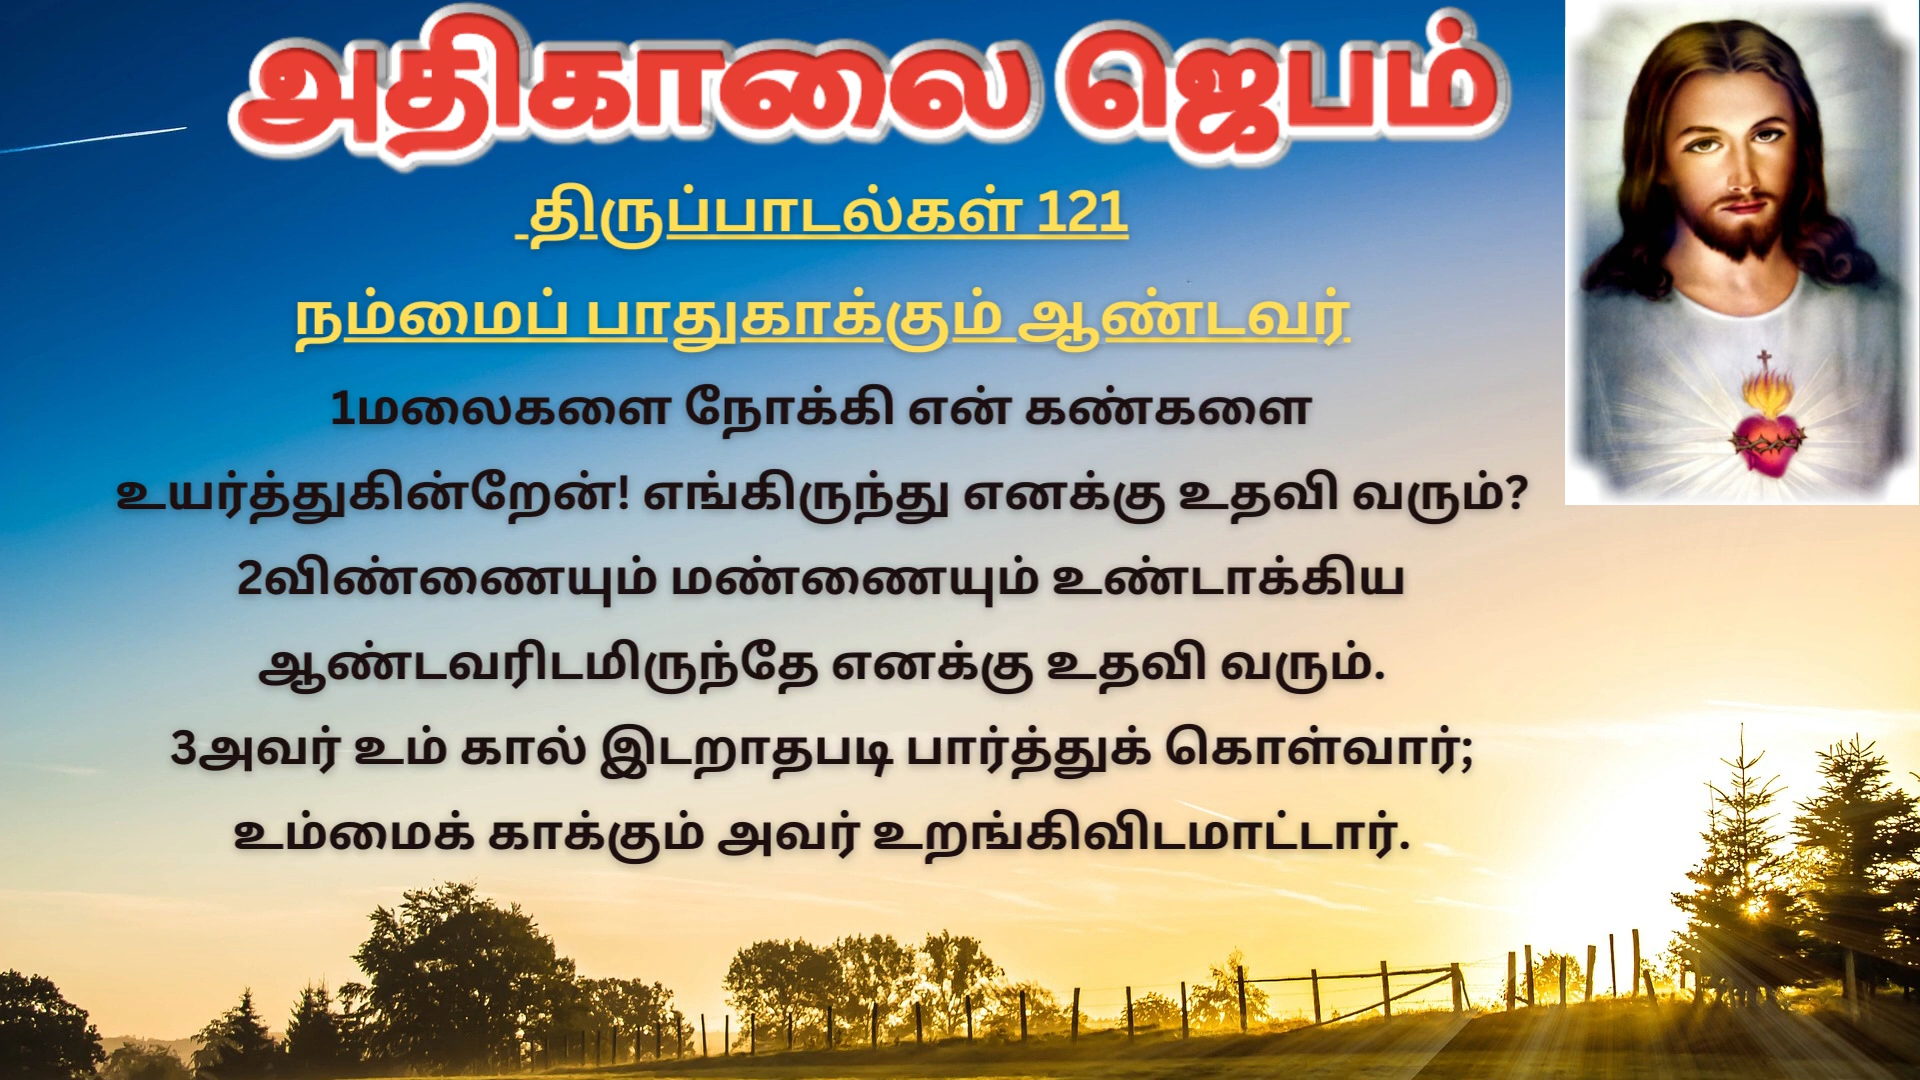 அதிகாலை ஜெபம்
திருப்பாடல்கள் 121
நம்மைப் பாதுகாக்கும் ஆண்டவர்
1மலைகளை நோக்கி என் கண்களை
உயர்த்துகின்றேன்! எங்கிருந்து எனக்கு உதவி வரும்?
2விண்ணையும் மண்ணையும் உண்டாக்கிய
ஆண்டவரிடமிருந்தே எனக்கு உதவி வரும்.
3அவர் உம் கால் இடறாதபடி பார்த்துக் கொள்வார்;
உம்மைக் காக்கும் அவர் உறங்கிவிடமாட்டார்.